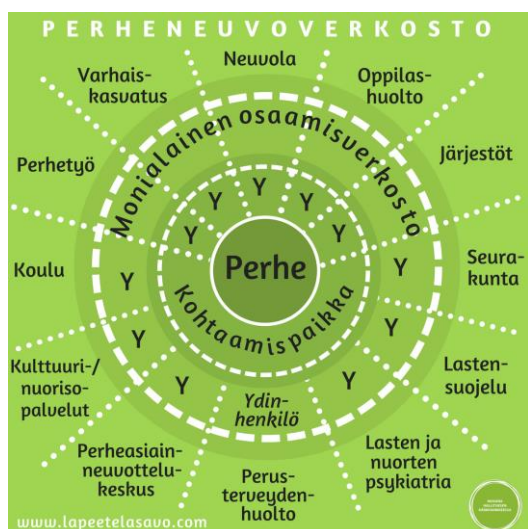 PERHENEUVOVERKOSTO
Neuvola
Varhais-
kasvatus
Oppilas-
huolto
Perhetyö
Järjestöt
Monialainen osaamisverkosto
Y Y Y Y Y
Koulu
Perhe
Seura-
kunta
Y
Y
Kohtaamispaikka
Y
Y
Kulttuuri-/
nuoriso-
palvelut
Lasten-
suojelu
Y
Ydin-
henkilö
Y
Perheasiain-
neuvottelu-
keskus
Perus-
terveyden-
huolto
Lasten ja
nuorten
psykiatria
www.lapeetelasavo.com